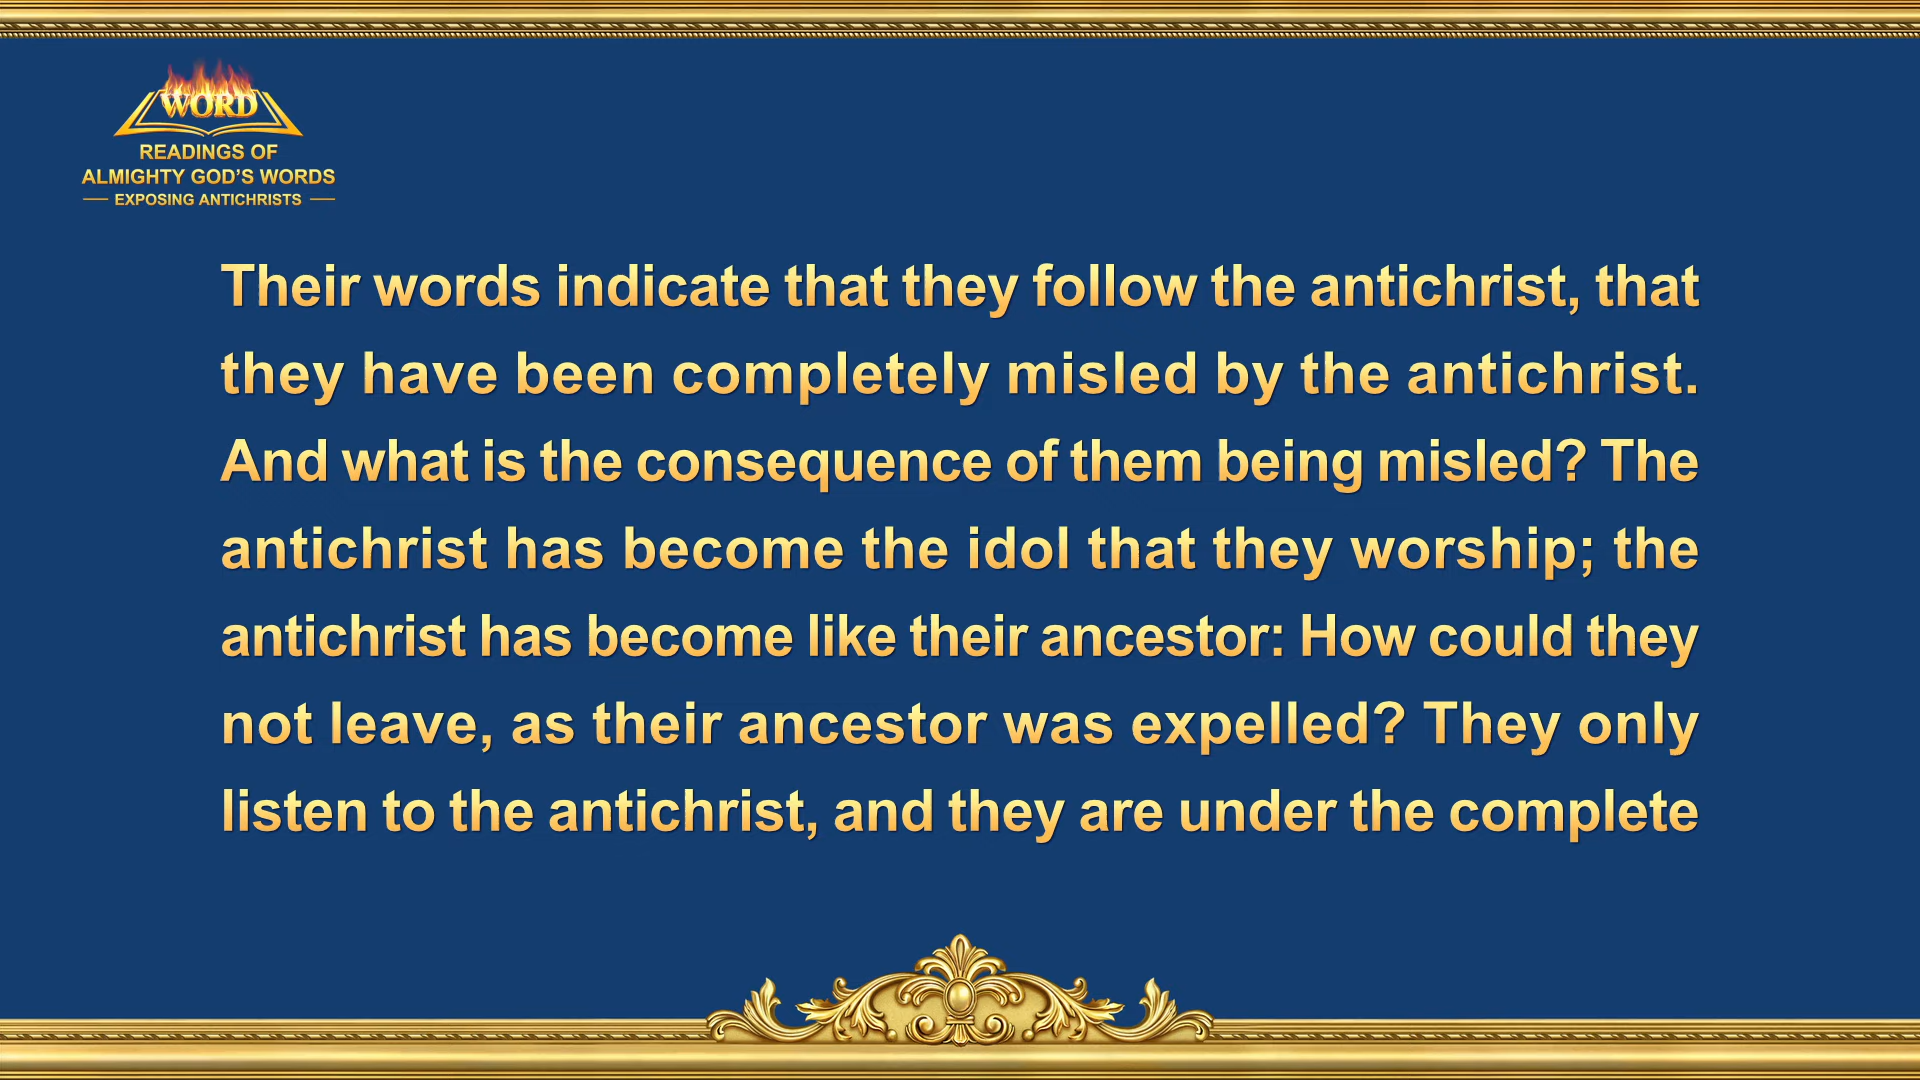 WORD
READINGS OF
ALMIGHTY GOD'S WORDS
EXPOSING ANTICHRISTS
Their words indicate that they follow the antichrist, that
they have been completely misled by the antichrist.
And what is the consequence of them being misled? The
antichrist has become the idol that they worship; the
antichrist has become like their ancestor: How could they
not leave, as their ancestor was expelled? They only
listen to the antichrist, and they are under the complete